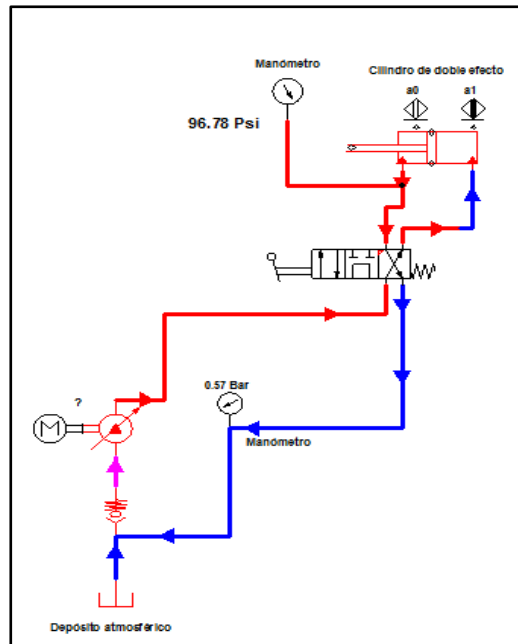 Manómetro
Cilindro de doble efecto
a0 a1
96.78 Psi
0.57 Bar
?
M
Manómetro
Depósito atmosférico